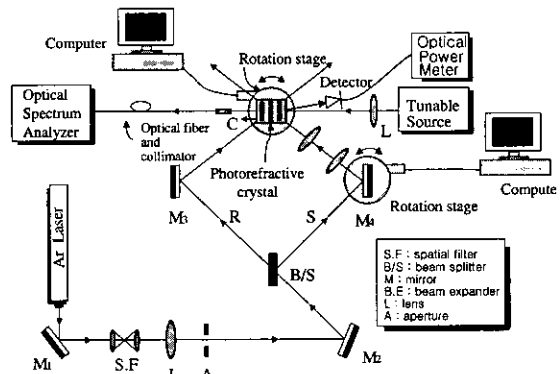 Computer
Rotation stage
Optical
Power
Meter
Detector
Optical
Spectrum
Analyzer
C
L
Tunable
Source
Optical fiber
and
collimator
Photorefractive
crystal
Compute
M3
R
S
M4
Rotation stage
Ar Laser
B/S
S.F : spatial filter
B/S : beam splitter
M : mirror
B.E : beam expander
L : lens
A : aperture
M1
S.F
L
A
M2